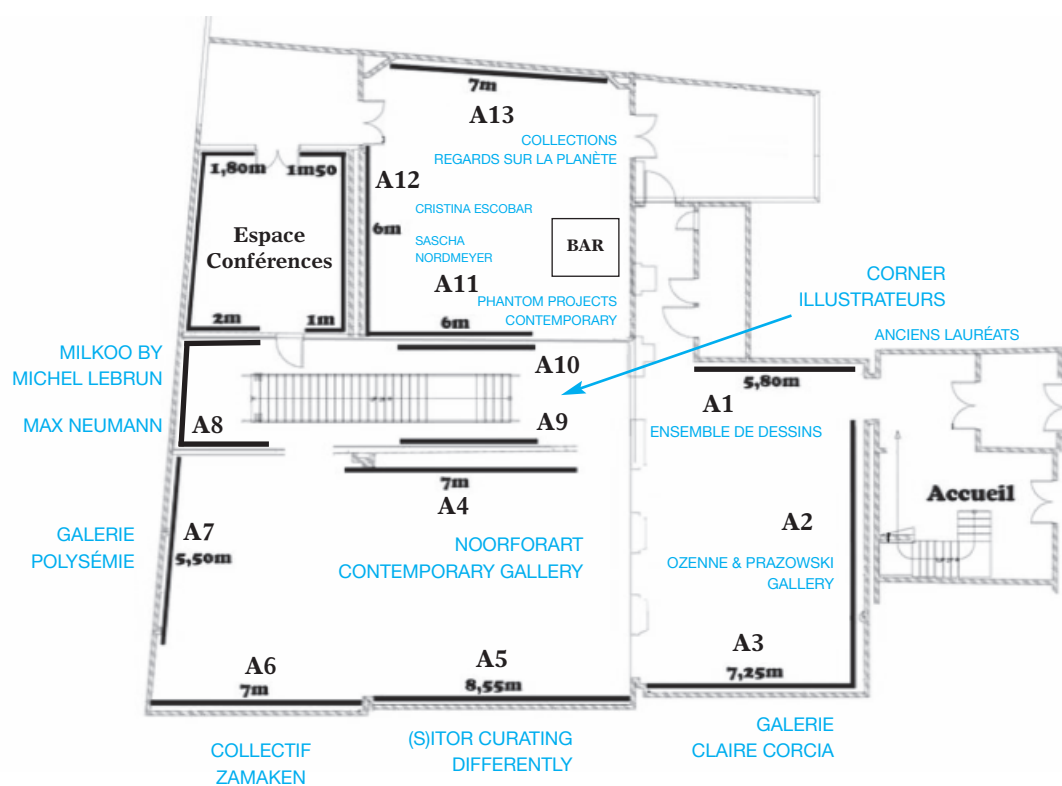 7m
A13
COLLECTIONS
REGARDS SUR LA PLANÈTE
1,80m
1m50
A12
CRISTINA ESCOBAR
6m
Espace
Conférences
SASCHA
NORDMEYER
BAR
A11
PHANTOM PROJECTS
CONTEMPORARY
2m
1m
6m
CORNER
ILLUSTRATEURS
ANCIENS LAURÉATS
MILKOO BY
MICHEL LEBRUN
MAX NEUMANN
A8
A10
A9
5,80m
A1
ENSEMBLE DE DESSINS
Accueil
7m
A4
NOORFORART
CONTEMPORARY GALLERY
A7
5,50m
GALERIE
POLYSÉMIE
A2
OZENNE & PRAZOWSKI
GALLERY
A6
7m
A5
8,55m
A3
7,25m
COLLECTIF
ZAMAKEN
(S)ITOR CURATING
DIFFERENTLY
GALERIE
CLAIRE CORCIA